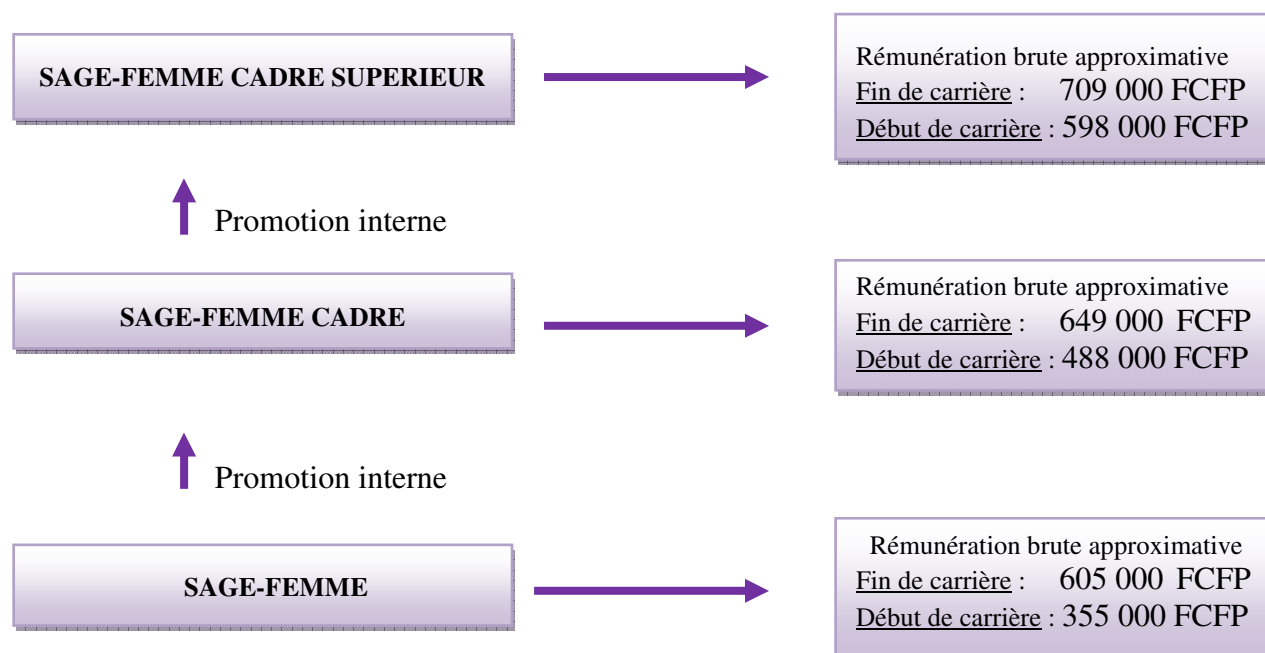 SAGE-FEMME CADRE SUPERIEUR
Rémunération brute approximative
Fin de carrière : 709 000 FCFP
Début de carrière : 598 000 FCFP
Promotion interne
SAGE-FEMME CADRE
Rémunération brute approximative
Fin de carrière : 649 000 FCFP
Début de carrière : 488 000 FCFP
Promotion interne
SAGE-FEMME
Rémunération brute approximative
Fin de carrière : 605 000 FCFP
Début de carrière : 355 000 FCFP